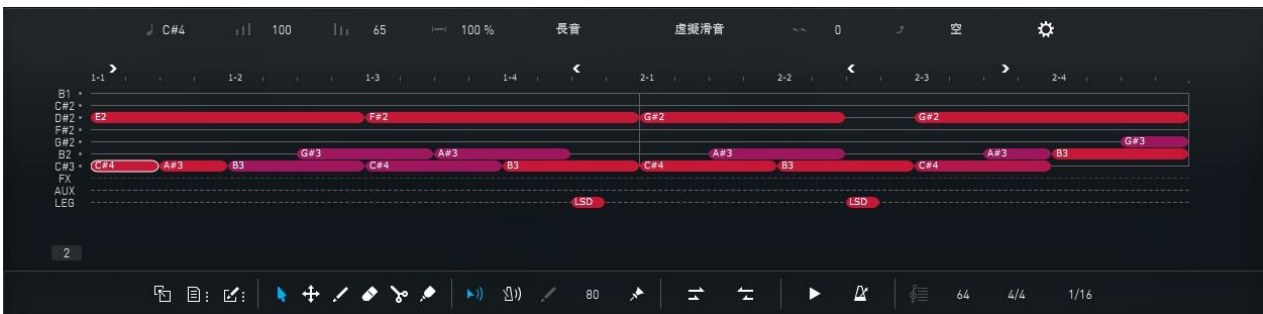 C#4 100 65 100 % 長音 虛擬滑音 0 空
1-1 1-2 1-3 1-4 2-1 2-2 2-3 2-4
B1
C#2
D#2 E2 F#2 G#2 G#2
F#2
G#2 G#3
B2 G#3 A#3 A#3 A#3 B3
C#3 C#4 A#3 B3 C#4 B3 C#4 B3 C#4
FX
AUX
LEG LSD LSD
2
80 64 4/4 1/16